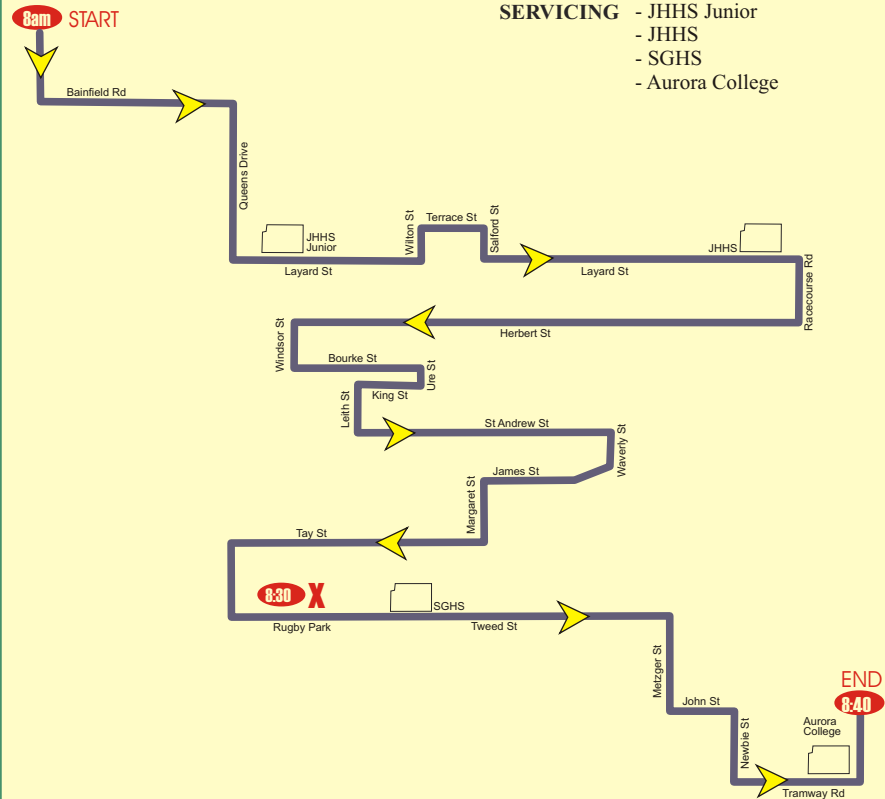 8am START
SERVICING - JHHS Junior
- JHHS
- SGHS
- Aurora College
Bainfield Rd
Queens Drive
JHHS
Junior
Layard St
Wilton St
Terrace St
Salford St
Layard St
JHHS
Racecourse Rd
Herbert St
Windsor St
Bourke St
Ure St
King St
Leith St
St Andrew St
Waverly St
James St
Margaret St
Tay St
8:30 X
Rugby Park
SGHS
Tweed St
Metzger St
John St
Newbie St
END
8:40
Aurora
College
Tramway Rd